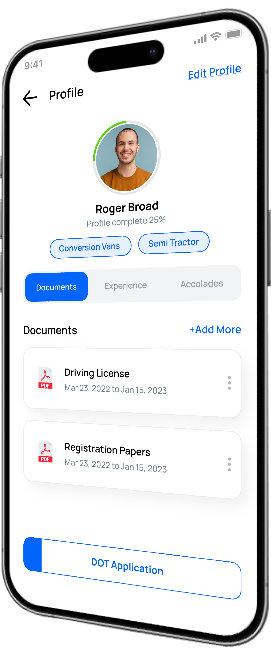 9:41
Edit Profile
Profile
Roger Broad
Profile complete 25%
Conversion Vans
Semi Tractor
Documents
Experience
Accolades
Documents
+Add More
Driving License
PDF
Mar 23, 2022 to Jan 15, 2023
Registration Papers
PDF
Mar 23, 2022 to Jan 15, 2023
DOT Application